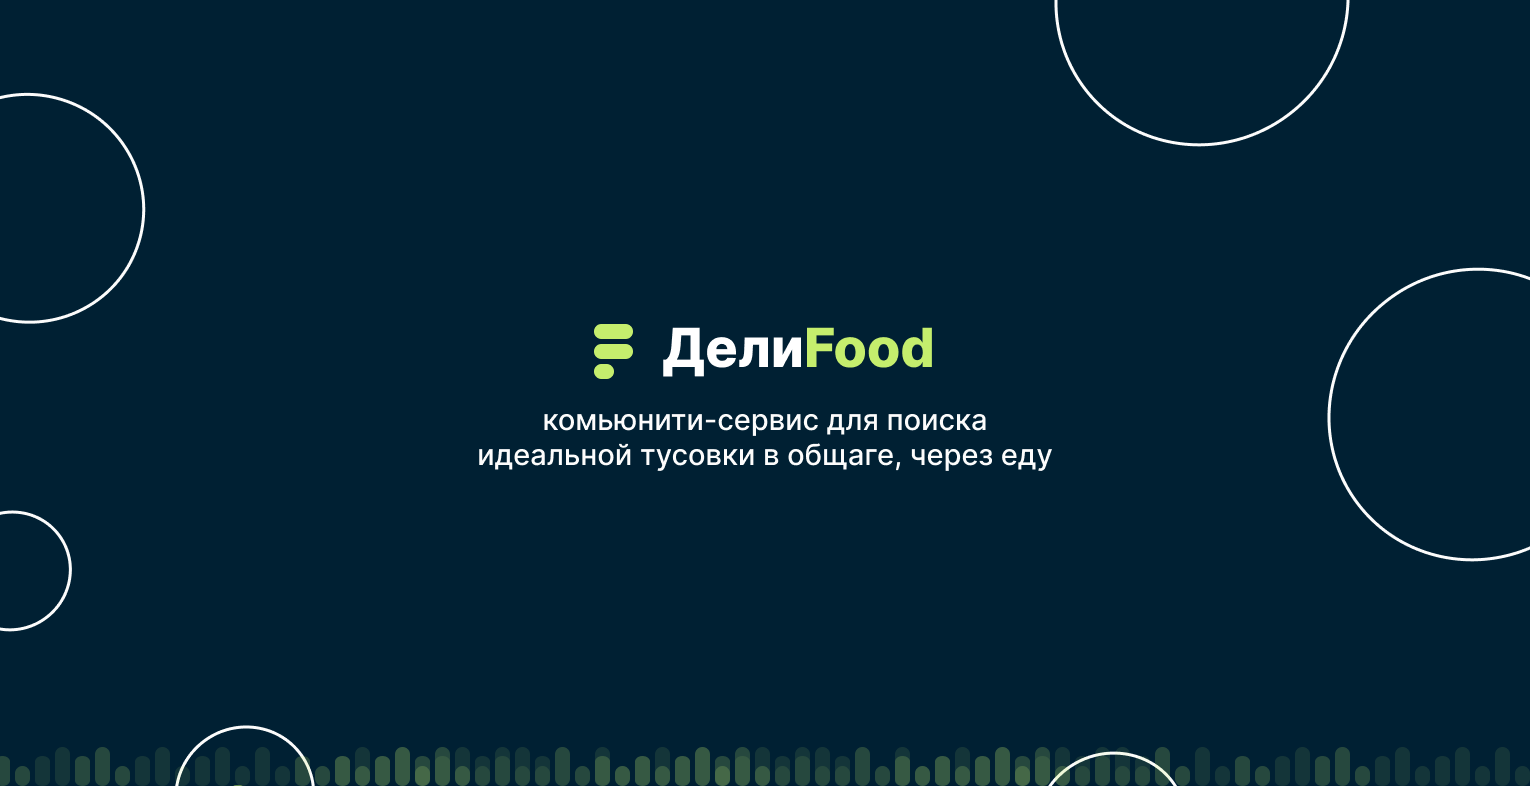 ДелиFood
комьюнити-сервис для поиска
идеальной тусовки в общаге, через еду